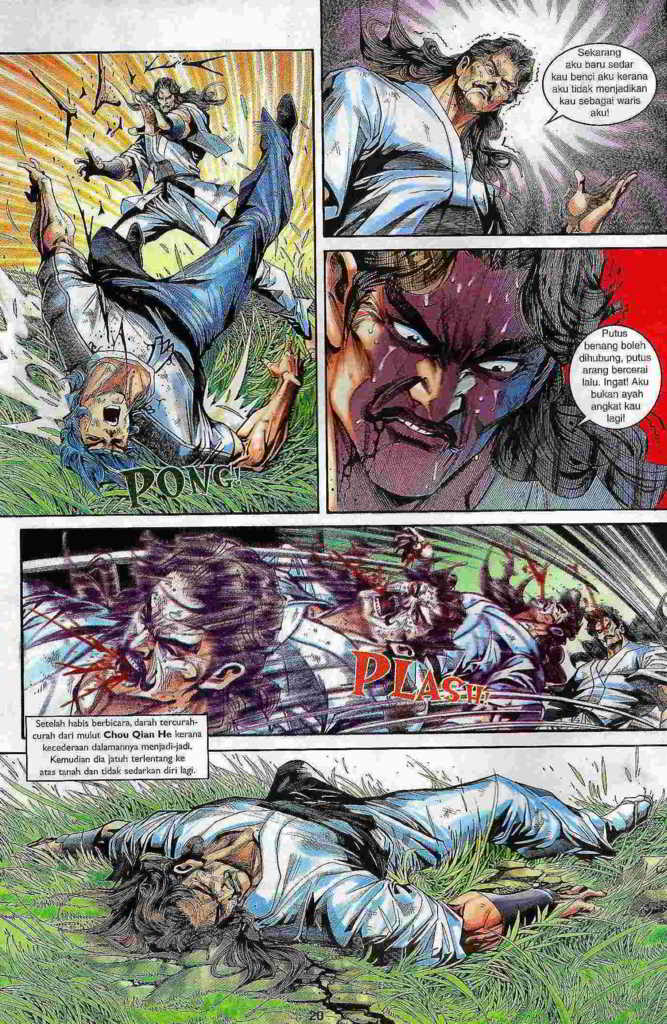 Sekarang
aku baru sedar
kau benci aku kerana
aku tidak menjadikan
kau sebagai waris
aku!
PONG!!
Putus
benang boleh
dihubung, putus
arang bercerai
lalu. Ingat! Aku
bukan ayah
angkat kau
lagi!
PLASH!!
Setelah habis berbicara, darah tercurah-
curah dari mulut Chou Qian He kerana
kecederaan dalamannya menjadi-jadi.
Kemudian dia jatuh terlentang ke
atas tanah dan tidak sedarkan diri lagi.
20